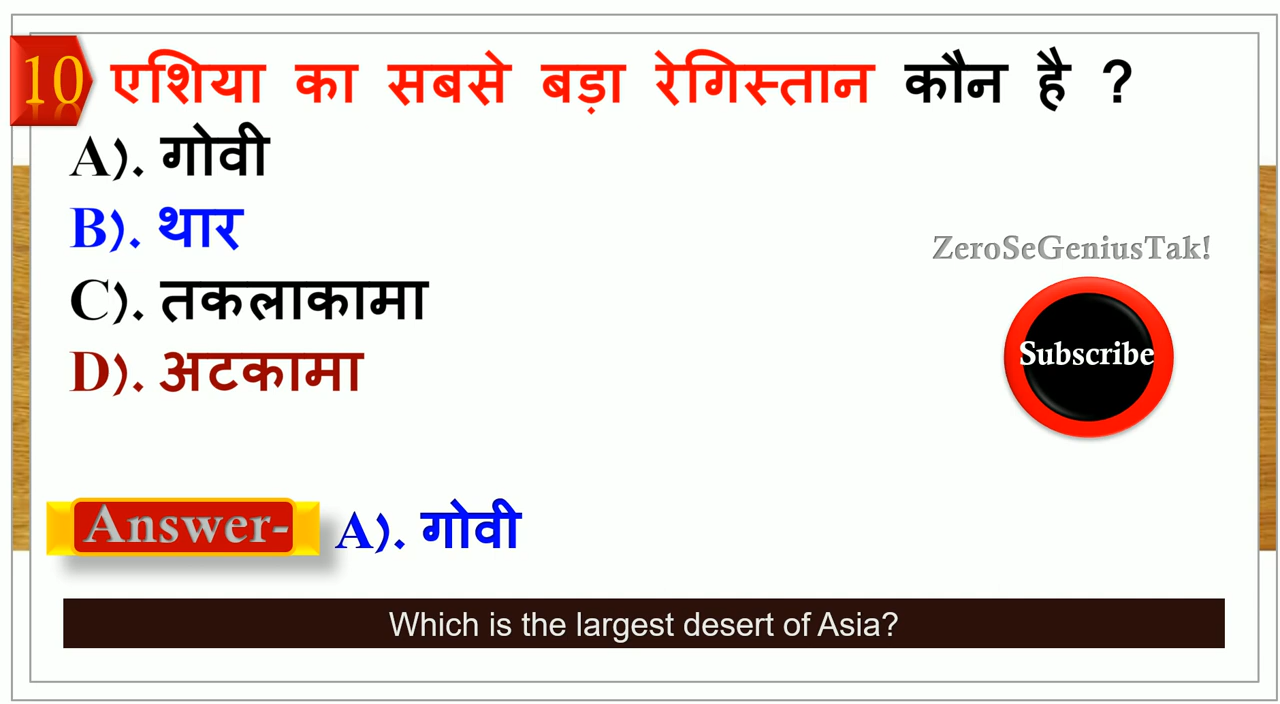 10 एशिया का सबसे बड़ा रेगिस्तान कौन है ?
A). गोवी
B). थार
C). तकलाकामा
D). अटकामा
ZeroSeGeniusTak!
Subscribe
Answer- A). गोवी
Which is the largest desert of Asia?